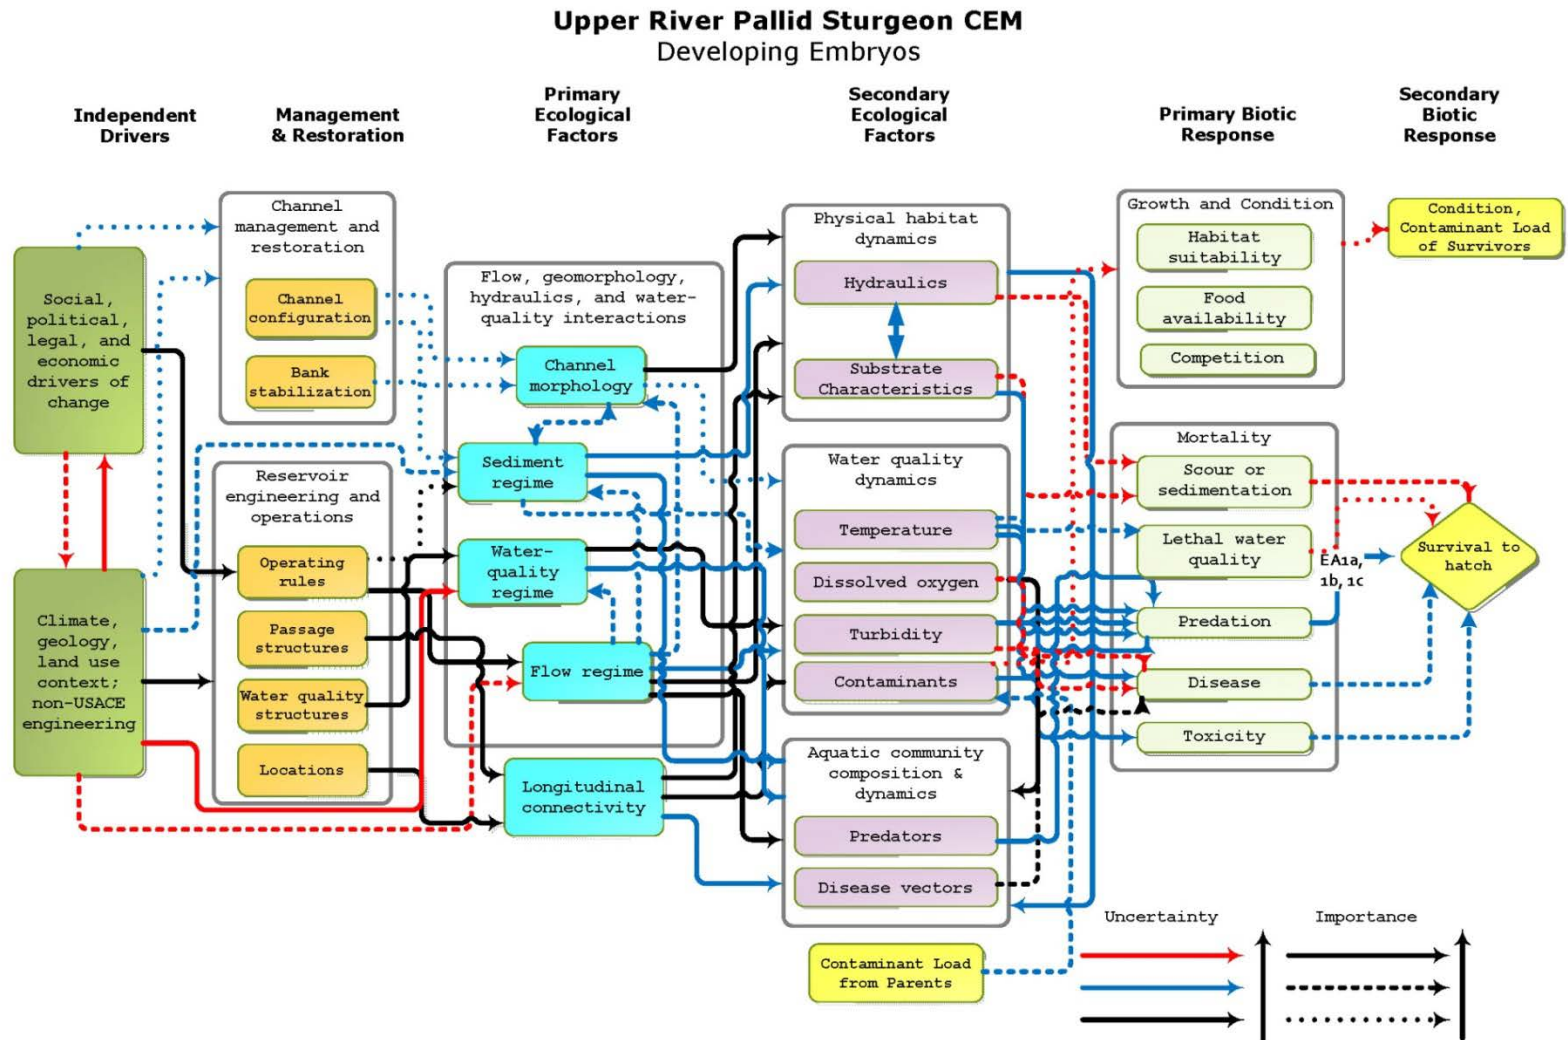 Upper River Pallid Sturgeon CEM
Developing Embryos
Independent
Drivers
Management
& Restoration
Primary
Ecological
Factors
Secondary
Ecological
Factors
Primary Biotic
Response
Secondary
Biotic
Response
Social,
political,
legal, and
economic
drivers of
change
Climate,
geology,
land use
context;
non-USACE
engineering
Channel
management and
restoration
Channel
configuration
Bank
stabilization
Reservoir
engineering and
operations
Operating
rules
Passage
structures
Water quality
structures
Locations
Flow, geomorphology,
hydraulics, and water-
quality interactions
Channel
morphology
Sediment
regime
Water-
quality
regime
Flow regime
Longitudinal
connectivity
Physical habitat
dynamics
Hydraulics
Substrate
Characteristics
Water quality
dynamics
Temperature
Dissolved oxygen
Turbidity
Contaminants
Aquatic community
composition &
dynamics
Predators
Disease vectors
Contaminant Load
from Parents
Growth and Condition
Habitat
suitability
Food
availability
Competition
Mortality
Scour or
sedimentation
Lethal water
quality
Predation
Disease
Toxicity
EA1a,
1b, 1c
Condition,
Contaminant Load
of Survivors
Survival to
hatch
Uncertainty
Importance